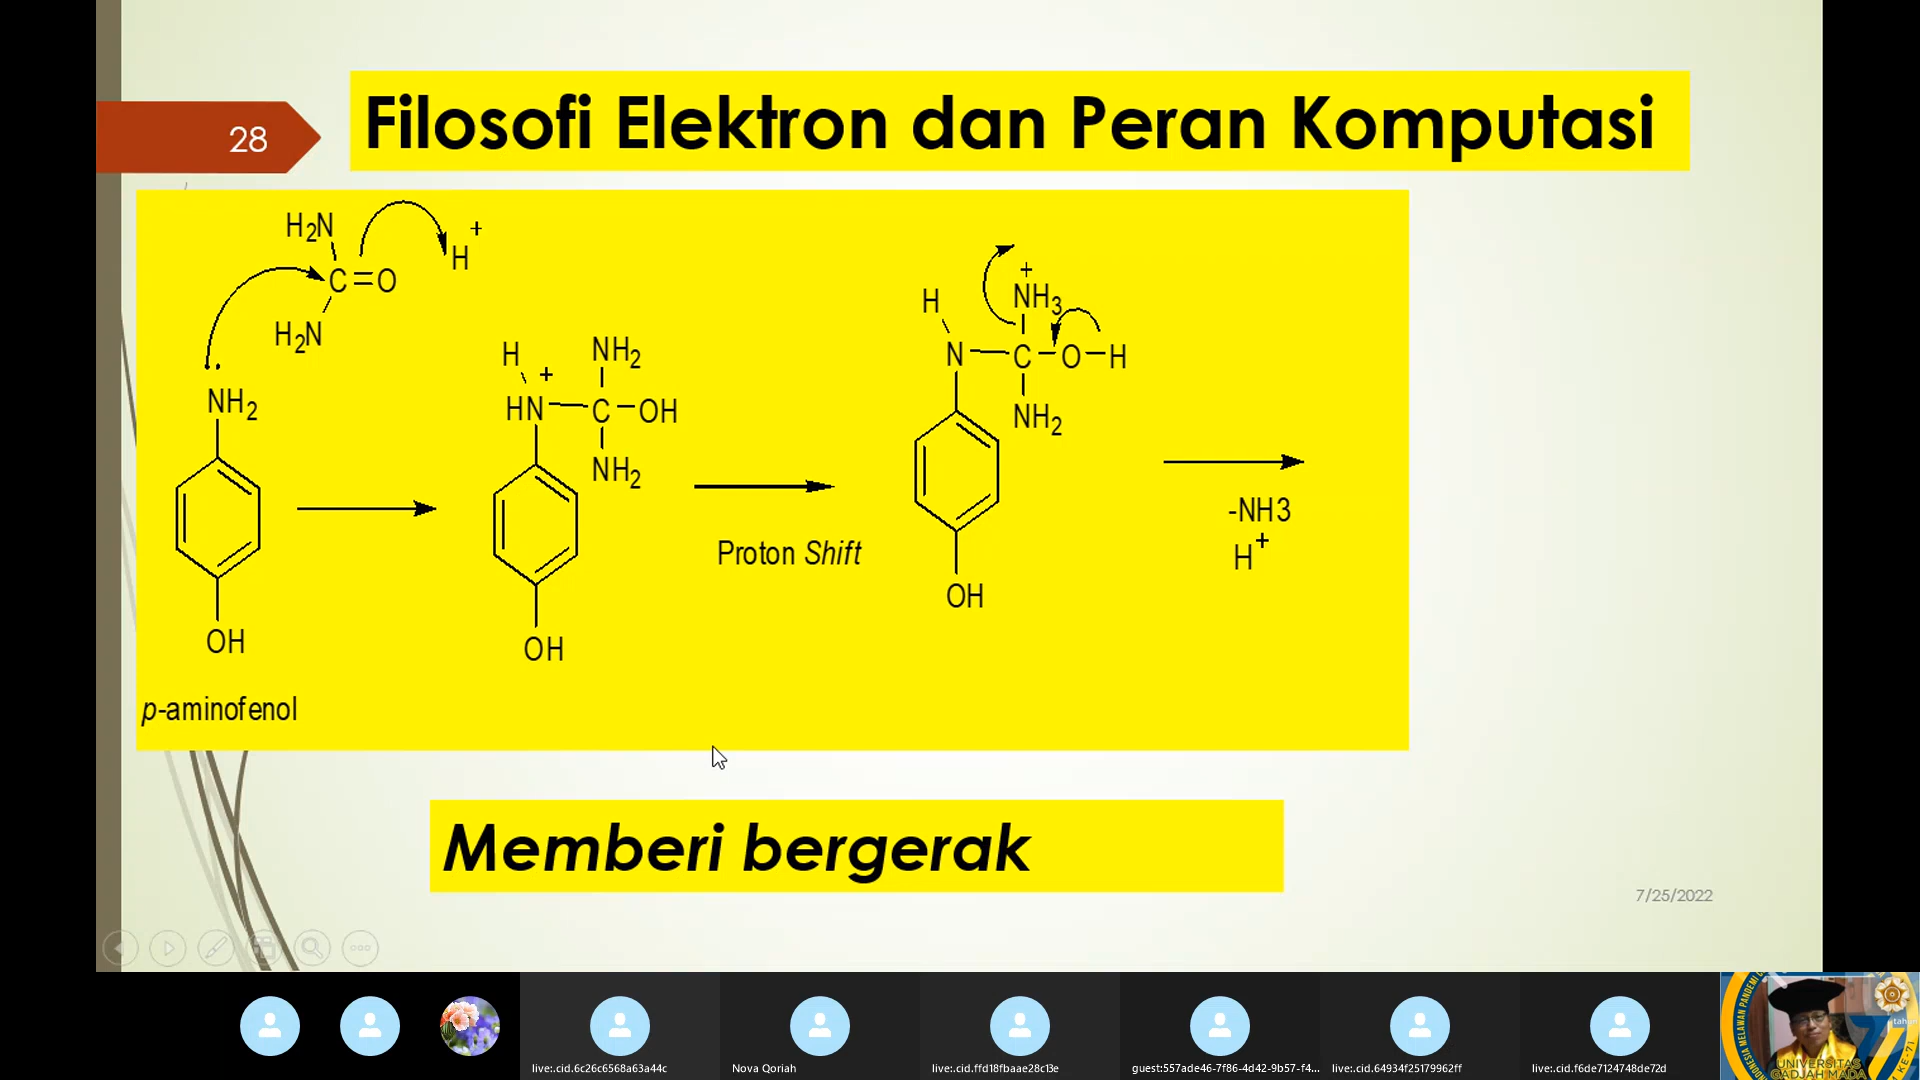 28
Filosofi Elektron dan Peran Komputasi
H2N
C=O
H+
H2N
NH2
OH
p-aminofenol
H
+
NH2
HN
C
OH
NH2
OH
Proton Shift
H
+
NH3
N
C
O
H
NH2
OH
-NH3
H+
Memberi bergerak
7/25/2022
live:.cid.6c26c6568a63a44c
Nova Qoriah
live:.cid.ffd18fbaae28c13e
guest:557ade46-7f86-4d42-9b57-f4...
live:.cid.64934f25179962ff
live:.cid.f6de7124748de72d
UNIVERSITAS
GADJAH MADA